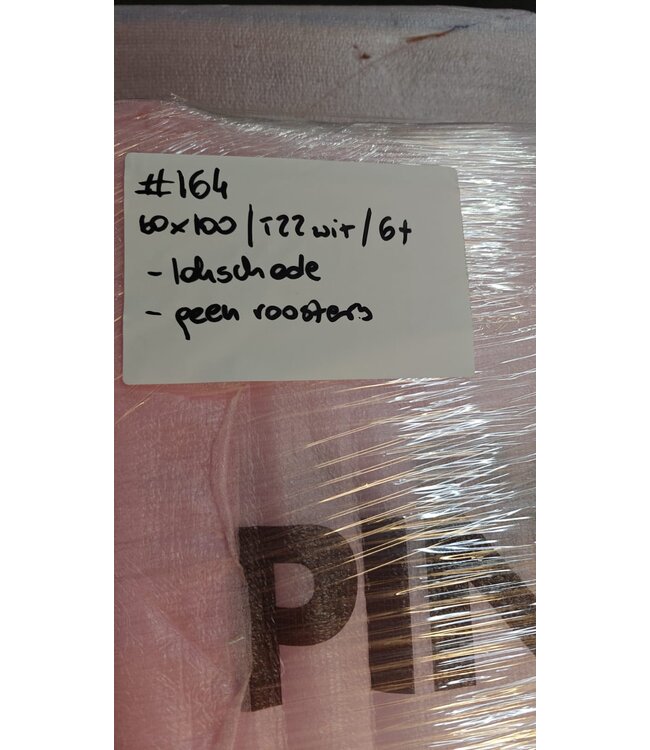 #164
60x100/T22 wit/6+
- lakschade
- geen roosters
PIN